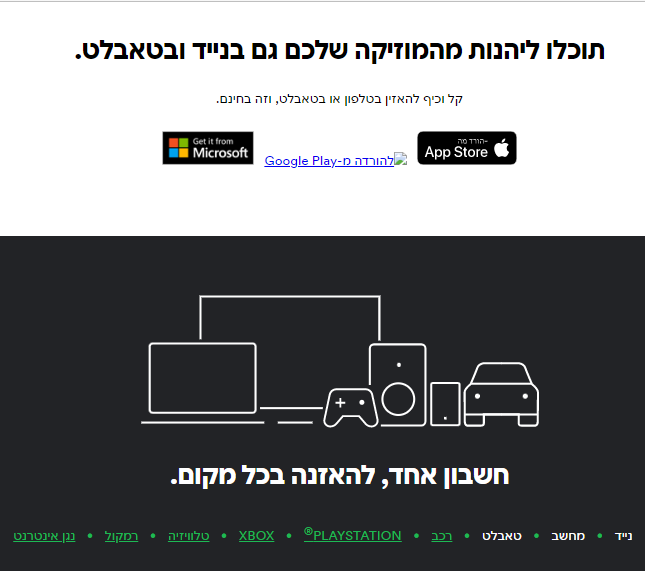 תוכלו ליהנות מהמוזיקה שלכם גם בנייד ובטאבלט.
קל וכיף להאזין בטלפון או בטאבלט, וזה בחינם.
הורד מה-
App Store
להורדה מ-Google Play
Get it from
Microsoft
חשבון אחד, להאזנה בכל מקום.
נייד • מחשב • טאבלט • רכב • PLAYSTATION® • XBOX • טלוויזיה • רמקול • נגן אינטרנט